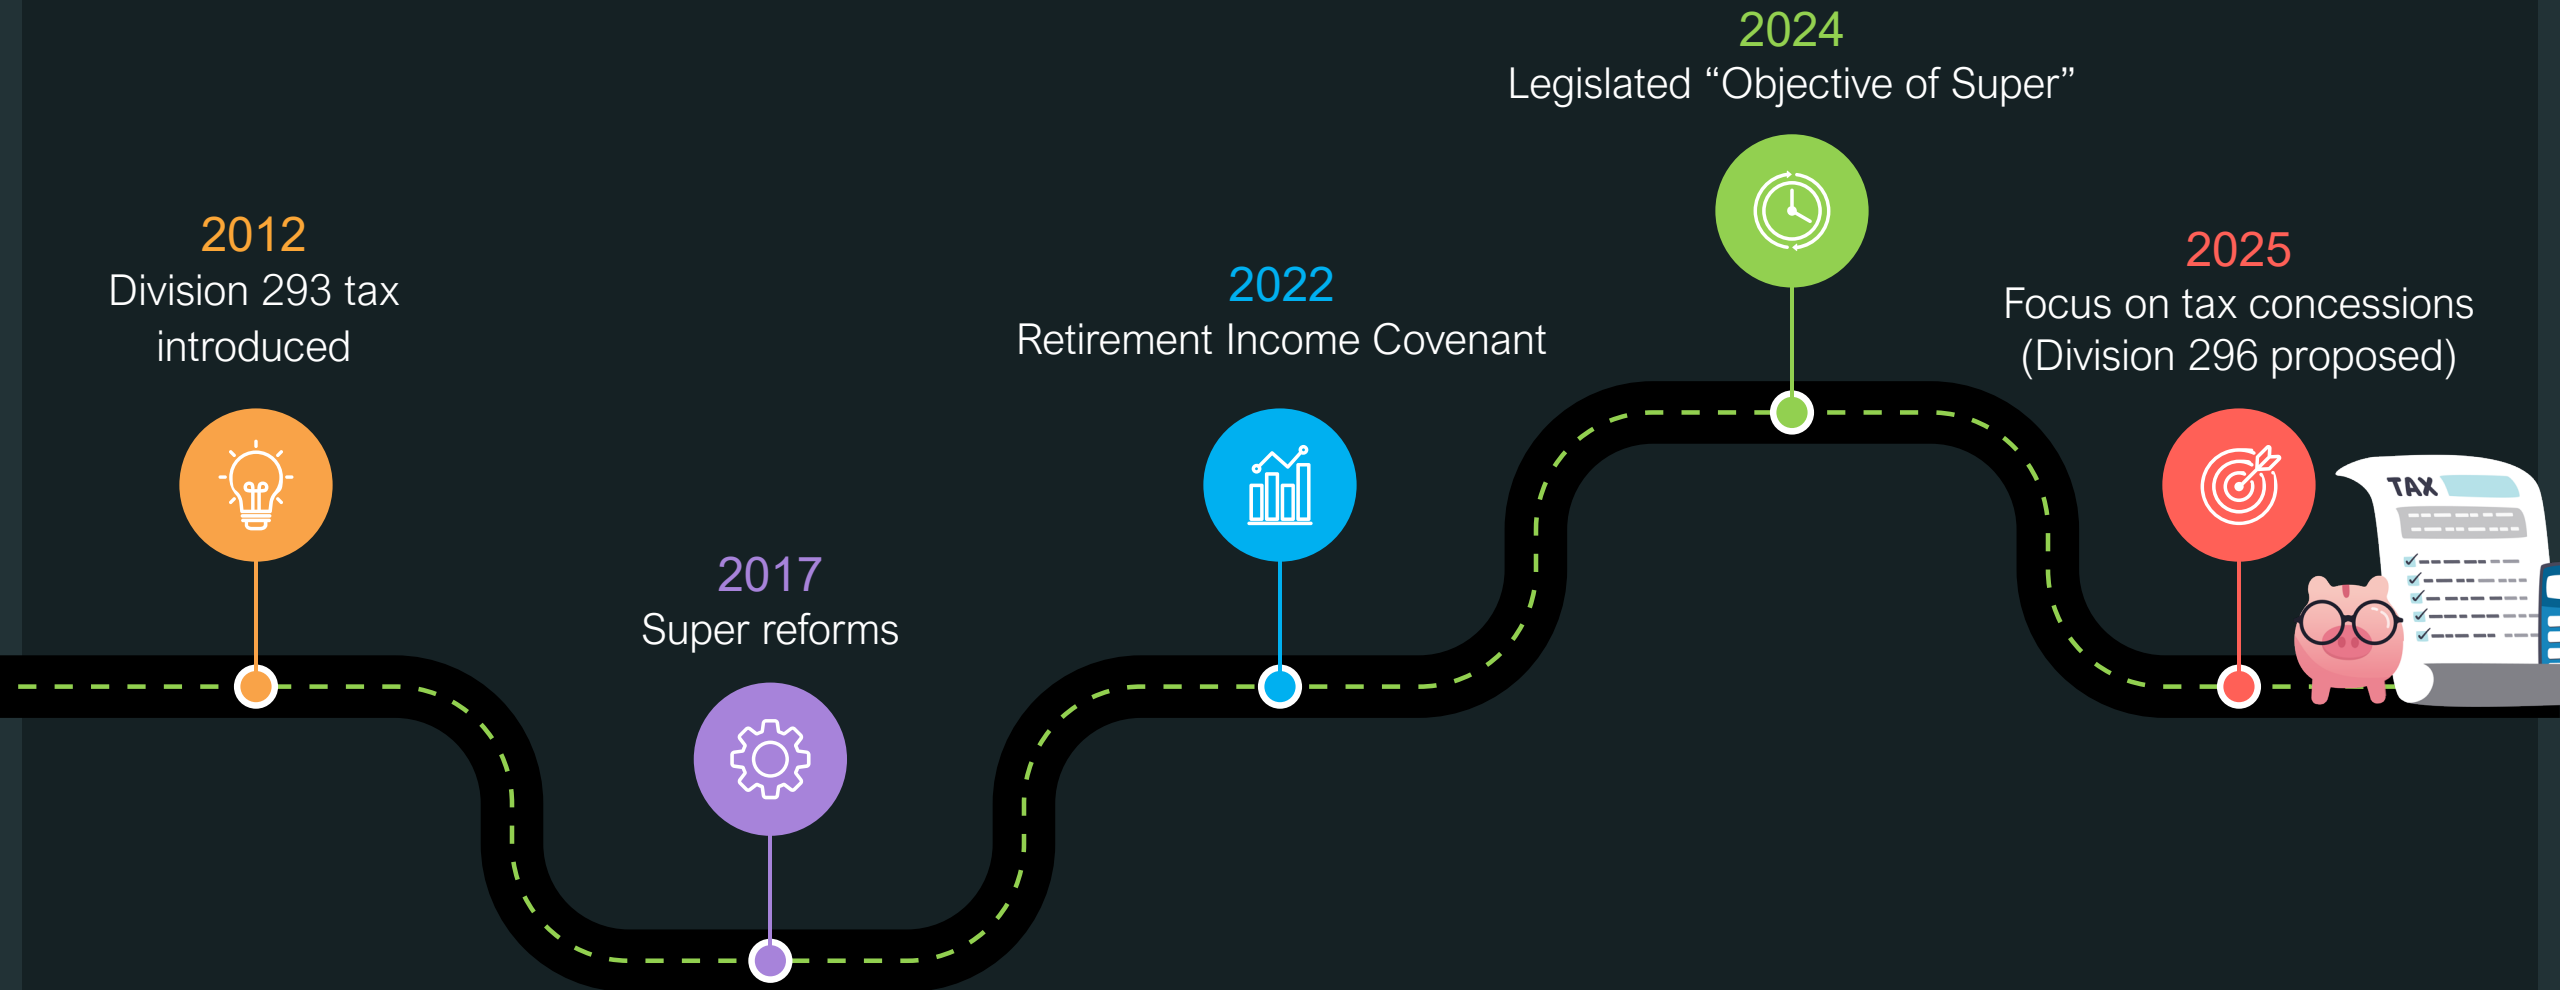 2012
Division 293 tax
introduced
2017
Super reforms
2022
Retirement Income Covenant
2024
Legislated “Objective of Super”
2025
Focus on tax concessions
(Division 296 proposed)
TAX